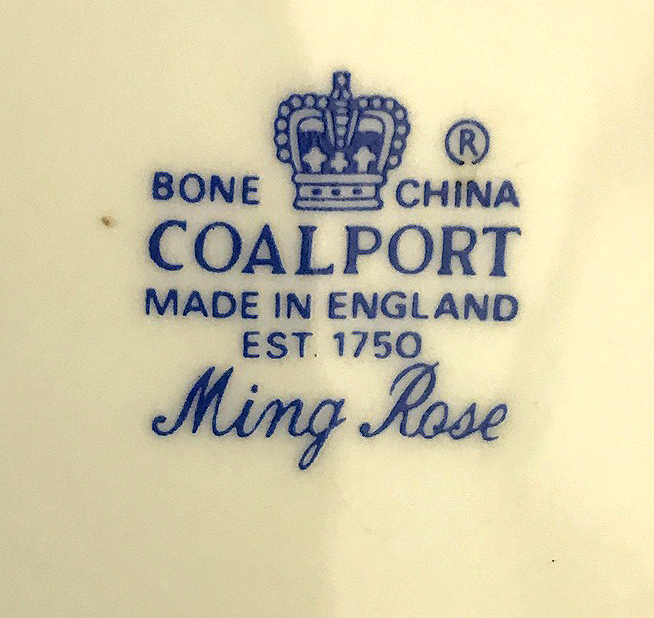 ®
BONE CHINA
COALPORT
MADE IN ENGLAND
EST. 1750
Ming Rose